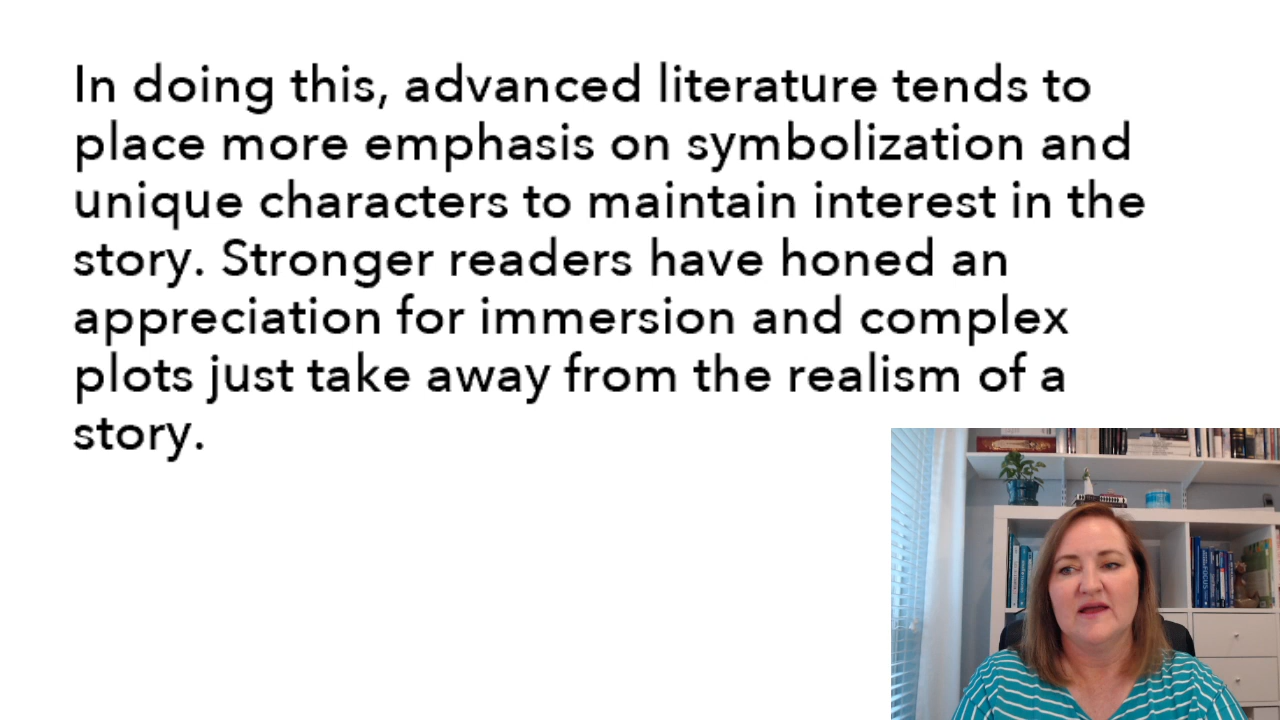 In doing this, advanced literature tends to
place more emphasis on symbolization and
unique characters to maintain interest in the
story. Stronger readers have honed an
appreciation for immersion and complex
plots just take away from the realism of a
story.